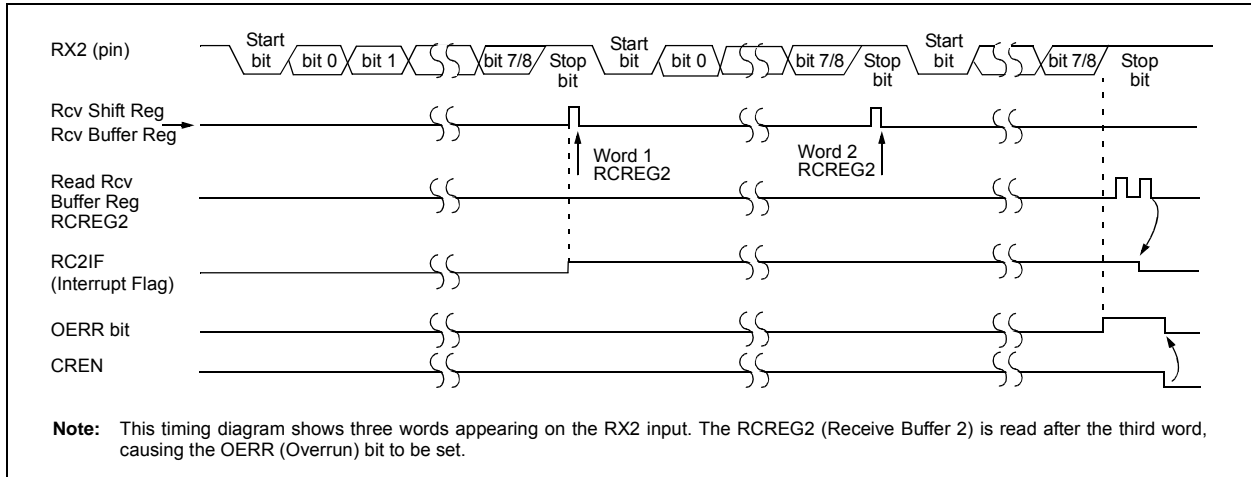 RX2 (pin)
Start bit
bit 0
bit 1
bit 7/8
Stop bit
Start bit
bit 0
bit 7/8
Stop bit
Start bit
bit 7/8
Stop bit
Rcv Shift Reg
Rcv Buffer Reg
Word 1
RCREG2
Word 2
RCREG2
Read Rcv
Buffer Reg
RCREG2
RC2IF
(Interrupt Flag)
OERR bit
CREN
Note: This timing diagram shows three words appearing on the RX2 input. The RCREG2 (Receive Buffer 2) is read after the third word,
causing the OERR (Overrun) bit to be set.